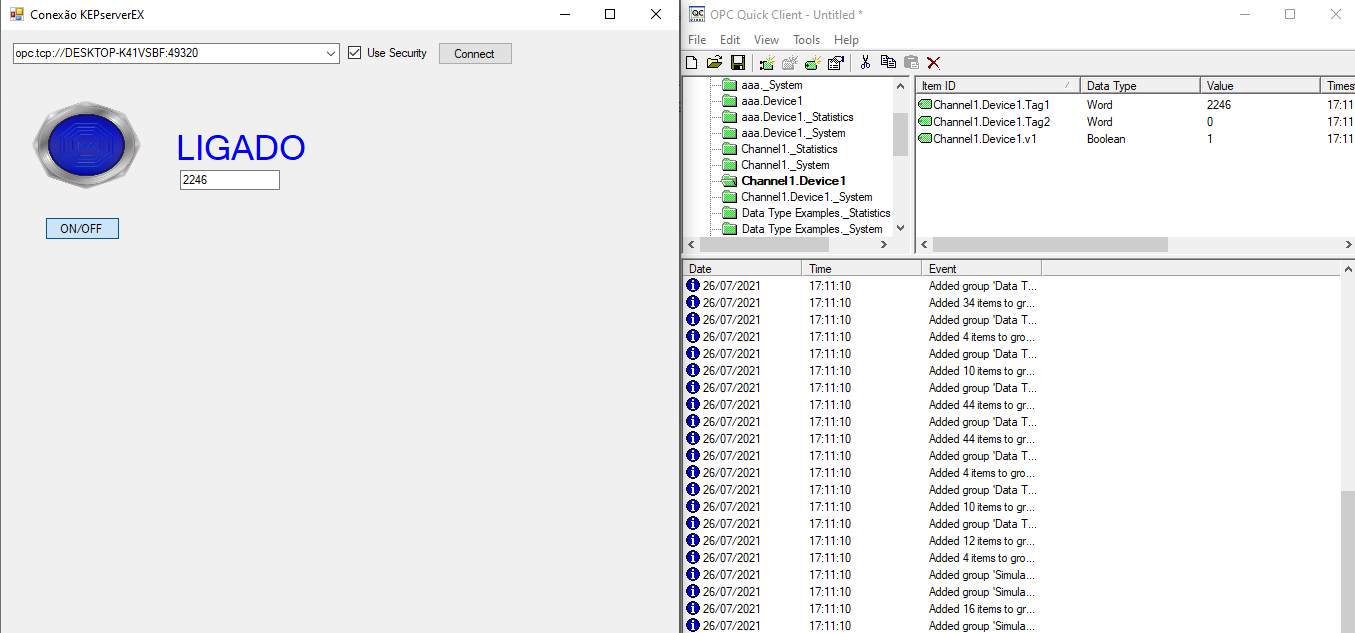 Conexão KEPserverEX
opc.tcp://DESKTOP-K41VSBF:49320
Use Security
Connect
LIGADO
2246
ON/OFF
OPC Quick Client - Untitled *
File Edit View Tools Help
aaa._System
aaa.Device1
aaa.Device1._Statistics
aaa.Device1._System
Channel1._Statistics
Channel1._System
Channel1.Device1
Channel1.Device1._System
Data Type Examples._Statistics
Data Type Examples._System
Item ID Data Type Value Timest
Channel1.Device1.Tag1 Word 2246 17:11
Channel1.Device1.Tag2 Word 0 17:11
Channel1.Device1.v1 Boolean 1 17:11
Date Time Event
26/07/2021 17:11:10 Added group 'Data T...
26/07/2021 17:11:10 Added 34 items to gr...
26/07/2021 17:11:10 Added group 'Data T...
26/07/2021 17:11:10 Added 4 items to gro...
26/07/2021 17:11:10 Added group 'Data T...
26/07/2021 17:11:10 Added 10 items to gr...
26/07/2021 17:11:10 Added group 'Data T...
26/07/2021 17:11:10 Added 44 items to gr...
26/07/2021 17:11:10 Added group 'Data T...
26/07/2021 17:11:10 Added 44 items to gr...
26/07/2021 17:11:10 Added group 'Data T...
26/07/2021 17:11:10 Added 4 items to gro...
26/07/2021 17:11:10 Added group 'Data T...
26/07/2021 17:11:10 Added 10 items to gr...
26/07/2021 17:11:10 Added group 'Data T...
26/07/2021 17:11:10 Added 12 items to gr...
26/07/2021 17:11:10 Added 4 items to gro...
26/07/2021 17:11:10 Added group 'Simula...
26/07/2021 17:11:10 Added group 'Simula...
26/07/2021 17:11:10 Added 16 items to gr...
26/07/2021 17:11:10 Added group 'Simula...